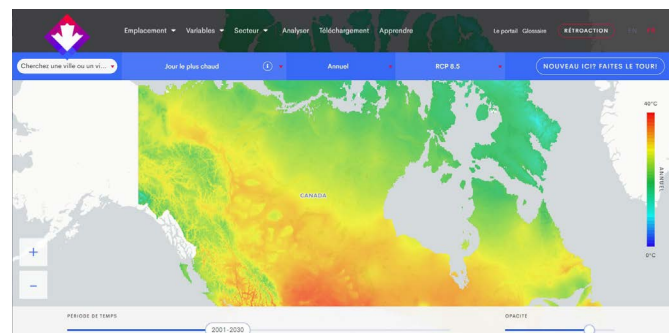 Emplacement Variables Secteur Analyser Téléchargement Apprendre Le portail Glossaire RÉTROACTION
Cherchez une ville ou un vi... Jour le plus chaud Annuel RCP 8.5 NOUVEAU ICI? FAITES LE TOUR!
40°C
CANADA
ANNUEL
0°C
+
−
PÉRIODE DE TEMPS OPACITÉ
2001-2030